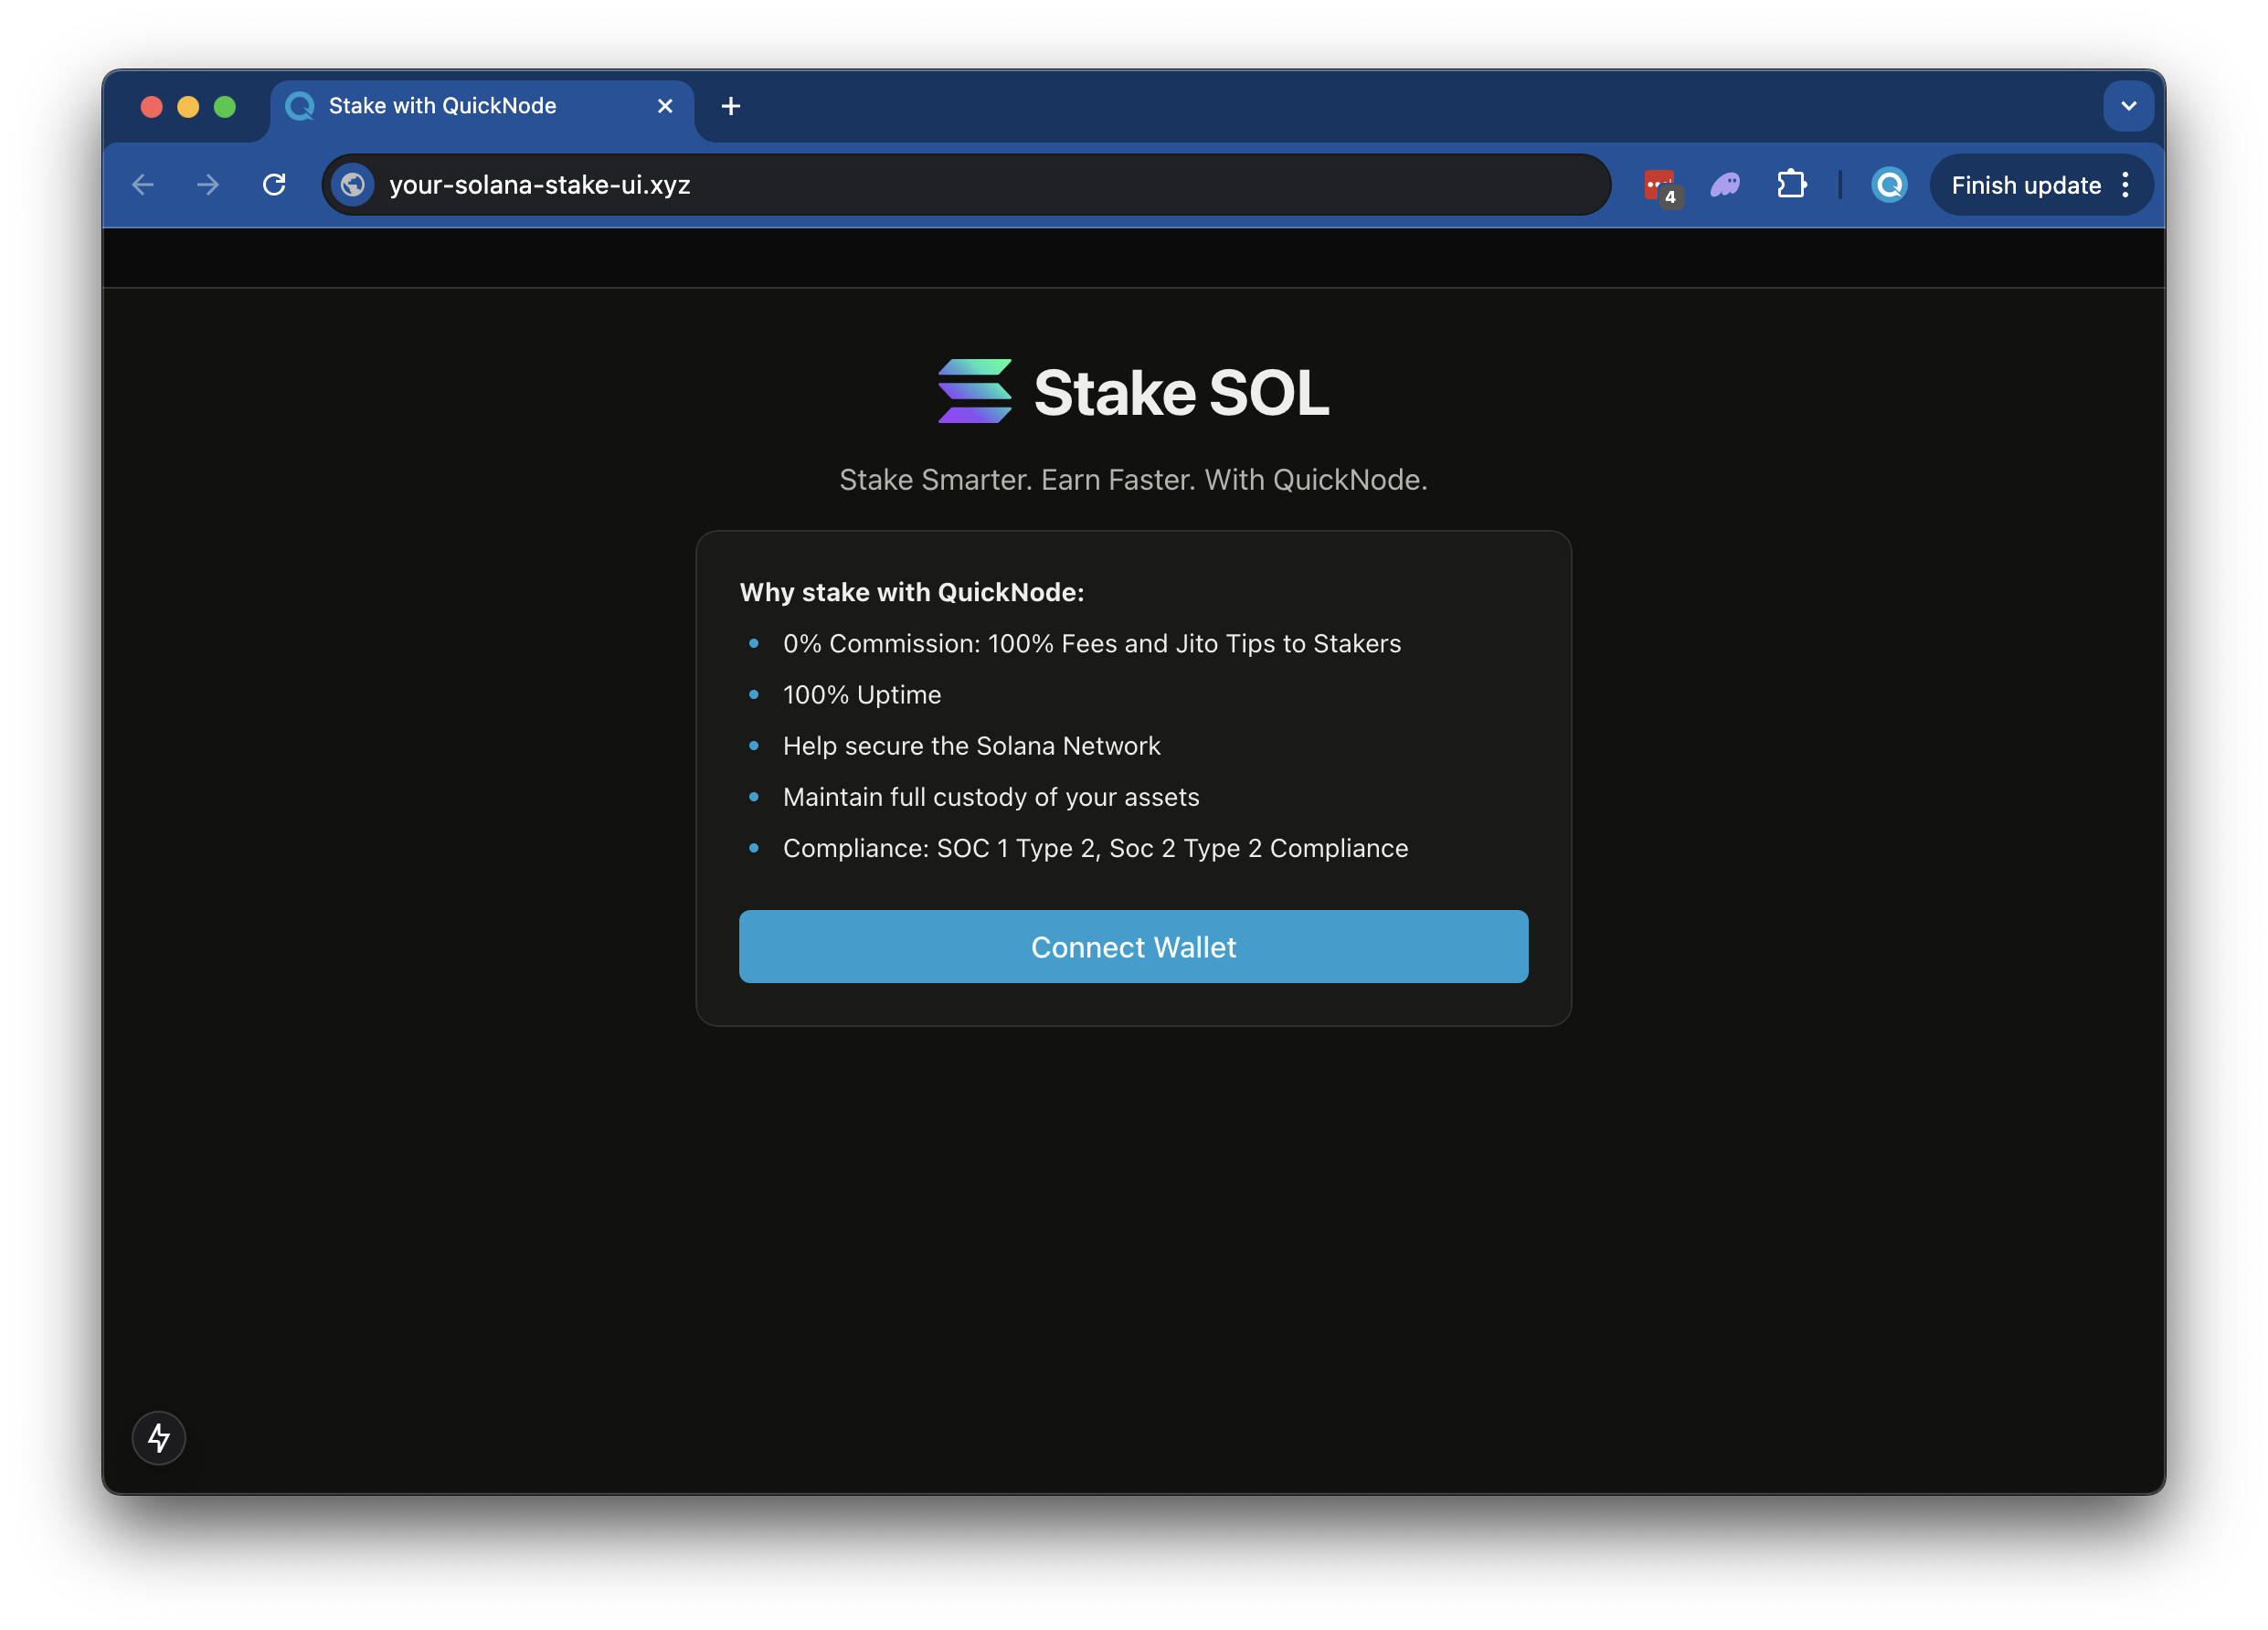 Stake with QuickNode
your-solana-stake-ui.xyz
4
Finish update
Stake SOL
Stake Smarter. Earn Faster. With QuickNode.
Why stake with QuickNode:
0% Commission: 100% Fees and Jito Tips to Stakers
100% Uptime
Help secure the Solana Network
Maintain full custody of your assets
Compliance: SOC 1 Type 2, Soc 2 Type 2 Compliance
Connect Wallet